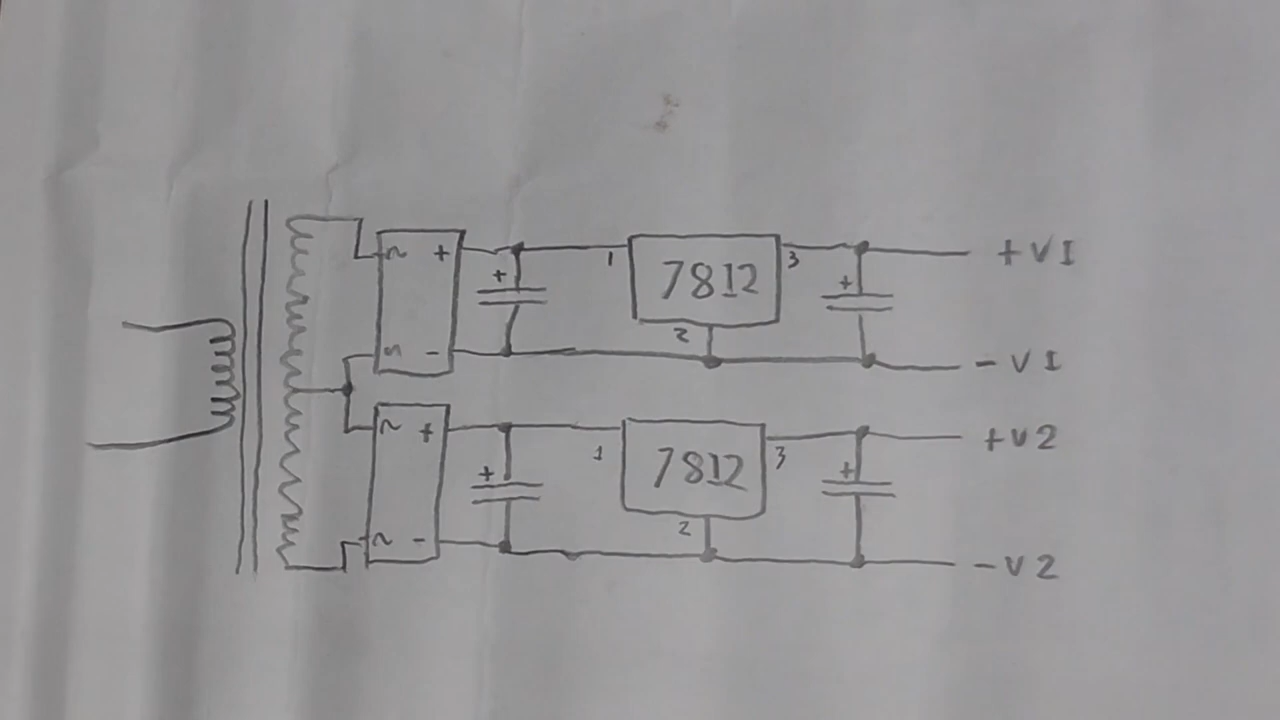 ~ +
+
1 7812 3
+
+V1
2
~ -
-V1
~ +
+
1 7812 3
+
+V2
2
~ -
-V2